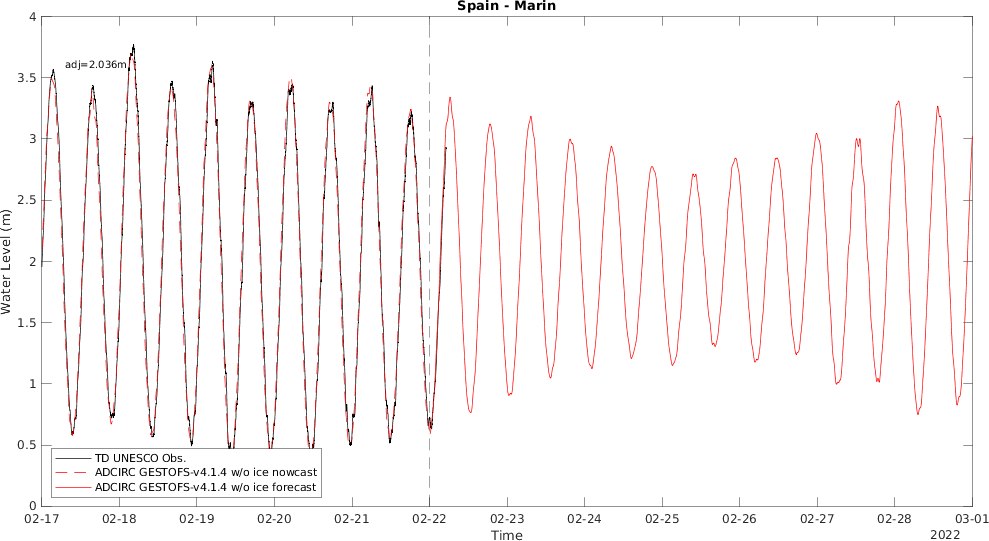 Spain - Marin
4
3.5
3
2.5
2
1.5
1
0.5
0
Water Level (m)
adj=2.036m
TD UNESCO Obs.
ADCIRC GESTOFS-v4.1.4 w/o ice nowcast
ADCIRC GESTOFS-v4.1.4 w/o ice forecast
02-17 02-18 02-19 02-20 02-21 02-22 02-23 02-24 02-25 02-26 02-27 02-28 03-01
Time
2022